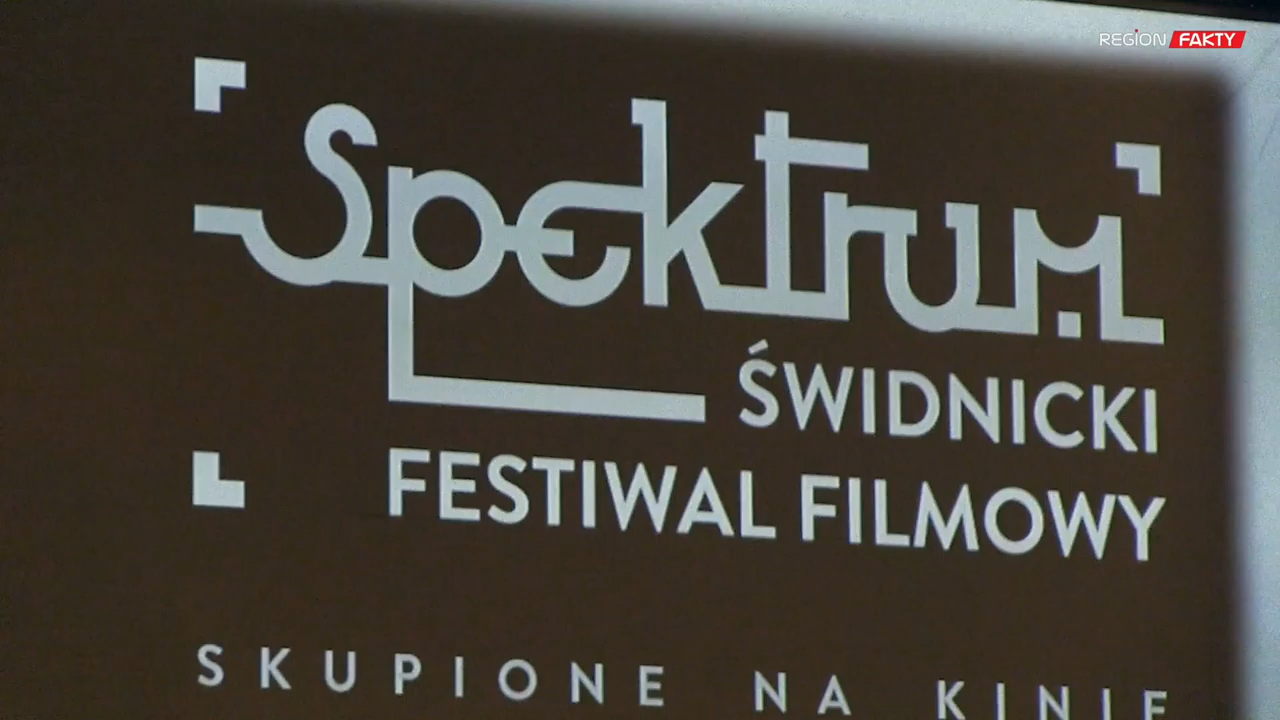 REGION FAKTY
Spektrum
ŚWIDNICKI
FESTIWAL FILMOWY
SKUPIONE NA KINIE